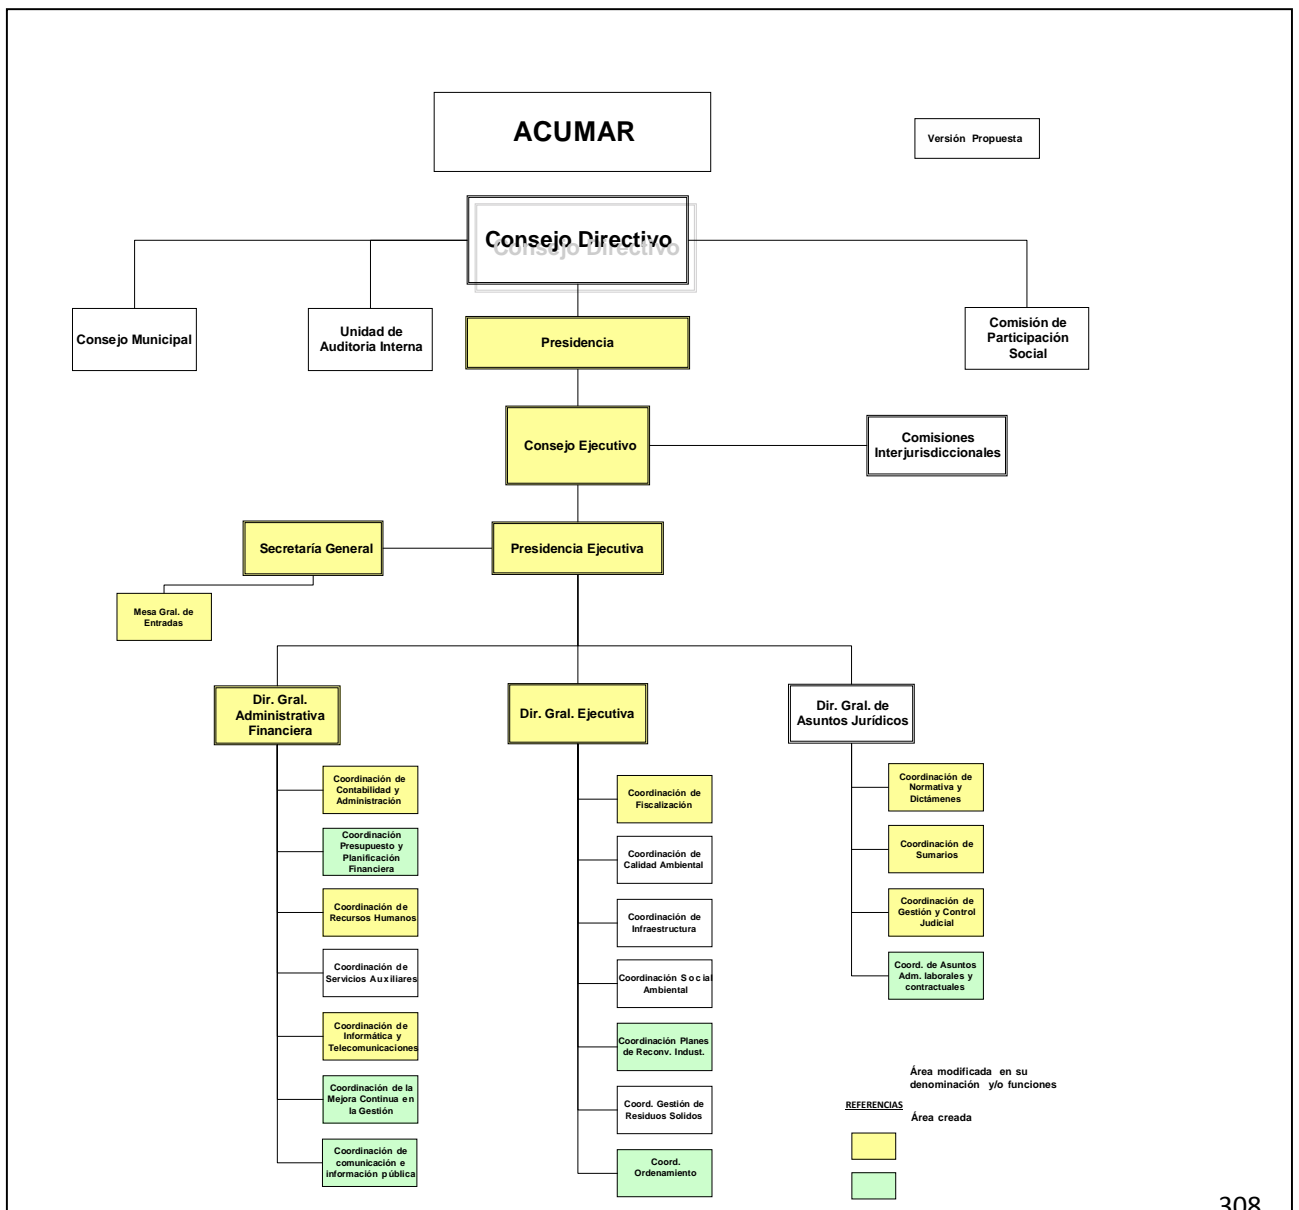 ACUMAR
Versión Propuesta
Consejo Directivo
Consejo Directivo
Consejo Municipal
Unidad de
Auditoria Interna
Presidencia
Comisión de
Participación
Social
Consejo Ejecutivo
Comisiones
Interjurisdiccionales
Secretaría General
Presidencia Ejecutiva
Mesa Gral. de
Entradas
Dir. Gral.
Administrativa
Financiera
Dir. Gral. Ejecutiva
Dir. Gral. de
Asuntos Jurídicos
Coordinación de
Contabilidad y
Administración
Coordinación
Presupuesto y
Planificación
Financiera
Coordinación de
Recursos Humanos
Coordinación de
Servicios Auxiliares
Coordinación de
Informática y
Telecomunicaciones
Coordinación de la
Mejora Continua en
la Gestión
Coordinación de
comunicación e
información pública
Coordinación de
Fiscalización
Coordinación de
Calidad Ambiental
Coordinación de
Infraestructura
Coordinación Social
Ambiental
Coordinación Planes
de Reconv. Indust.
Coord. Gestión de
Residuos Solidos
Coord.
Ordenamiento
Coordinación de
Normativa y
Dictámenes
Coordinación de
Sumarios
Coordinación de
Gestión y Control
Judicial
Coord. de Asuntos
Adm. laborales y
contractuales
Área modificada en su
denominación y/o funciones
REFERENCIAS
Área creada
308